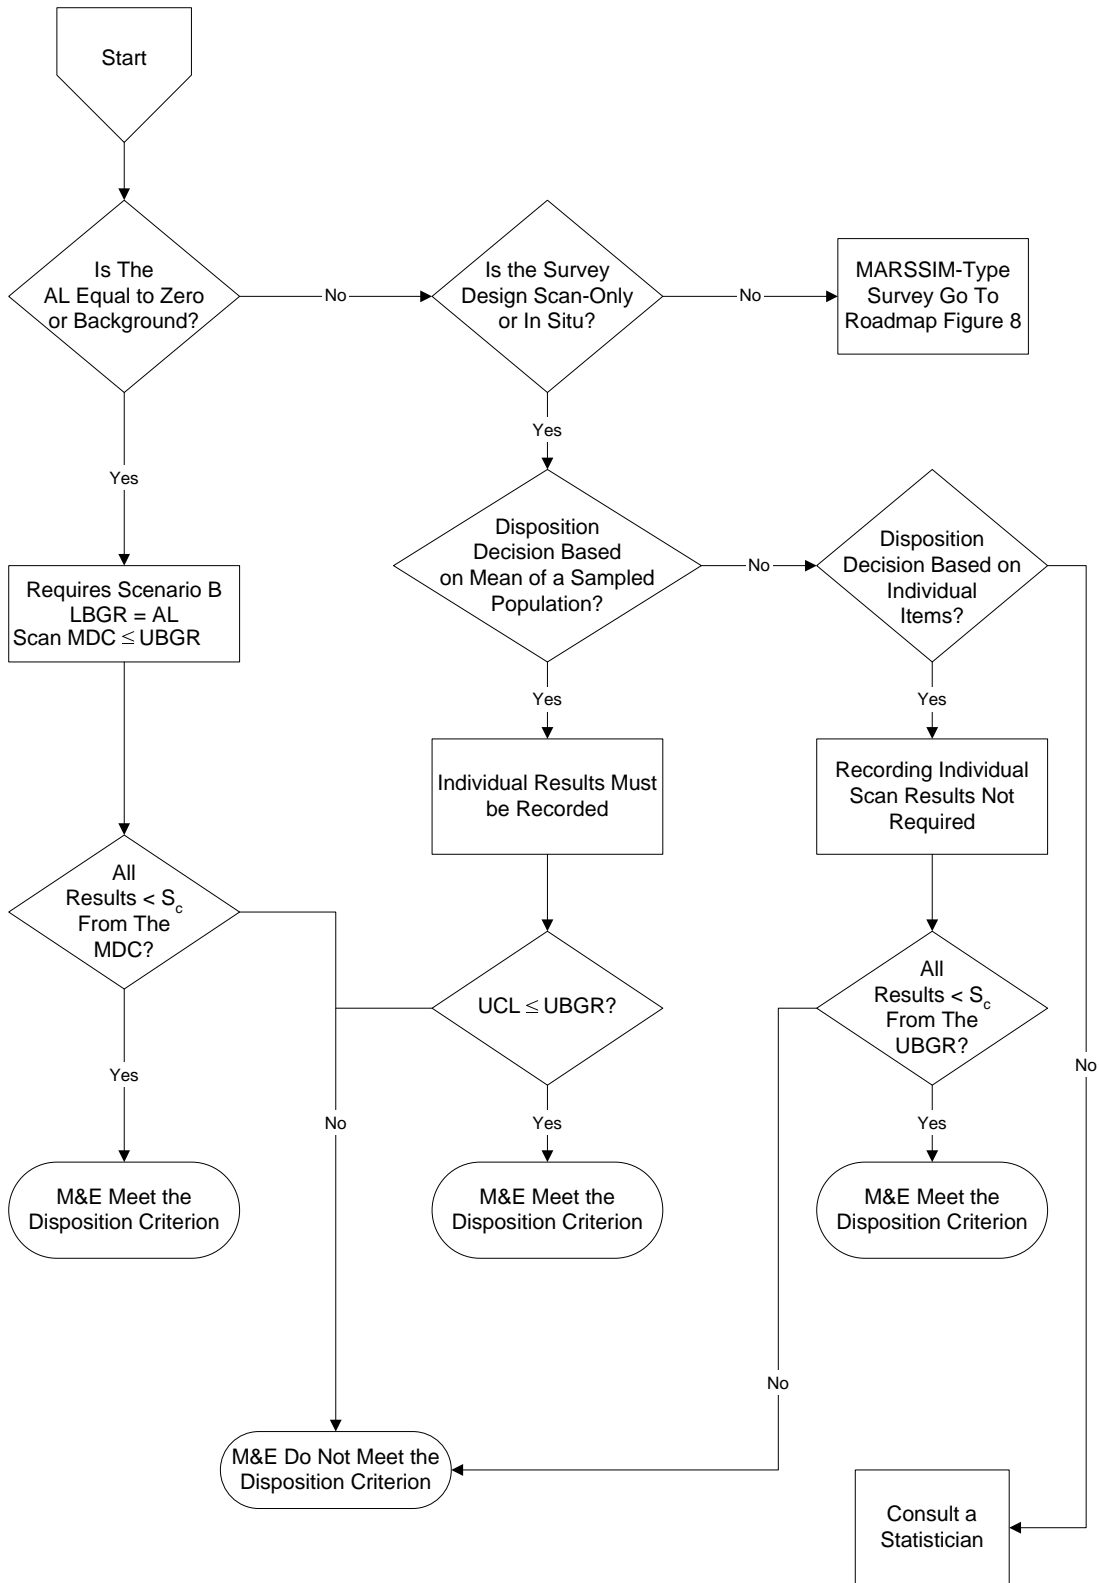 Start
Is The
AL Equal to Zero
or Background?
No
Is the Survey
Design Scan-Only
or In Situ?
No
MARSSIM-Type
Survey Go To
Roadmap Figure 8
Yes
Yes
Requires Scenario B
LBGR = AL
Scan MDC ≤ UBGR
Disposition
Decision Based
on Mean of a Sampled
Population?
No
Disposition
Decision Based on
Individual
Items?
Yes
Yes
Individual Results Must
be Recorded
Recording Individual
Scan Results Not
Required
All
Results < Sc
From The
MDC?
UCL ≤ UBGR?
All
Results < Sc
From The
UBGR?
No
Yes
No
Yes
Yes
M&E Meet the
Disposition Criterion
M&E Meet the
Disposition Criterion
M&E Meet the
Disposition Criterion
No
M&E Do Not Meet the
Disposition Criterion
Consult a
Statistician